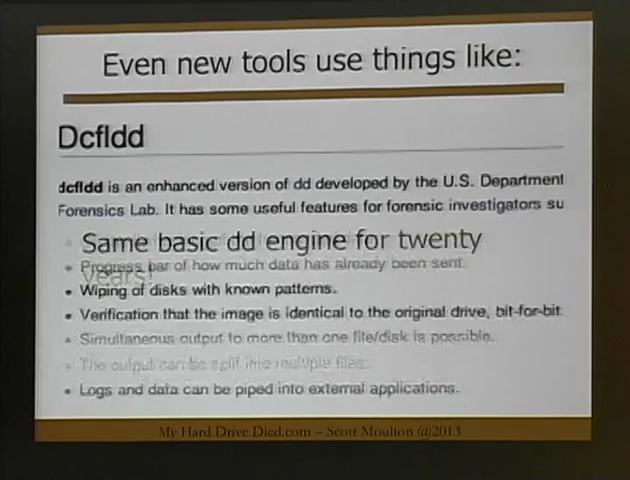 Even new tools use things like:
Dcfldd
dcfldd is an enhanced version of dd developed by the U.S. Department
Forensics Lab. It has some useful features for forensic investigators su
Same basic dd engine for twenty
years!
Progress bar of how much data has already been sent.
Wiping of disks with known patterns.
Verification that the image is identical to the original drive, bit-for-bit.
Simultaneous output to more than one file/disk is possible.
The output can be split into multiple files.
Logs and data can be piped into external applications.
My Hard Drive Died.com – Scott Moulton @2013